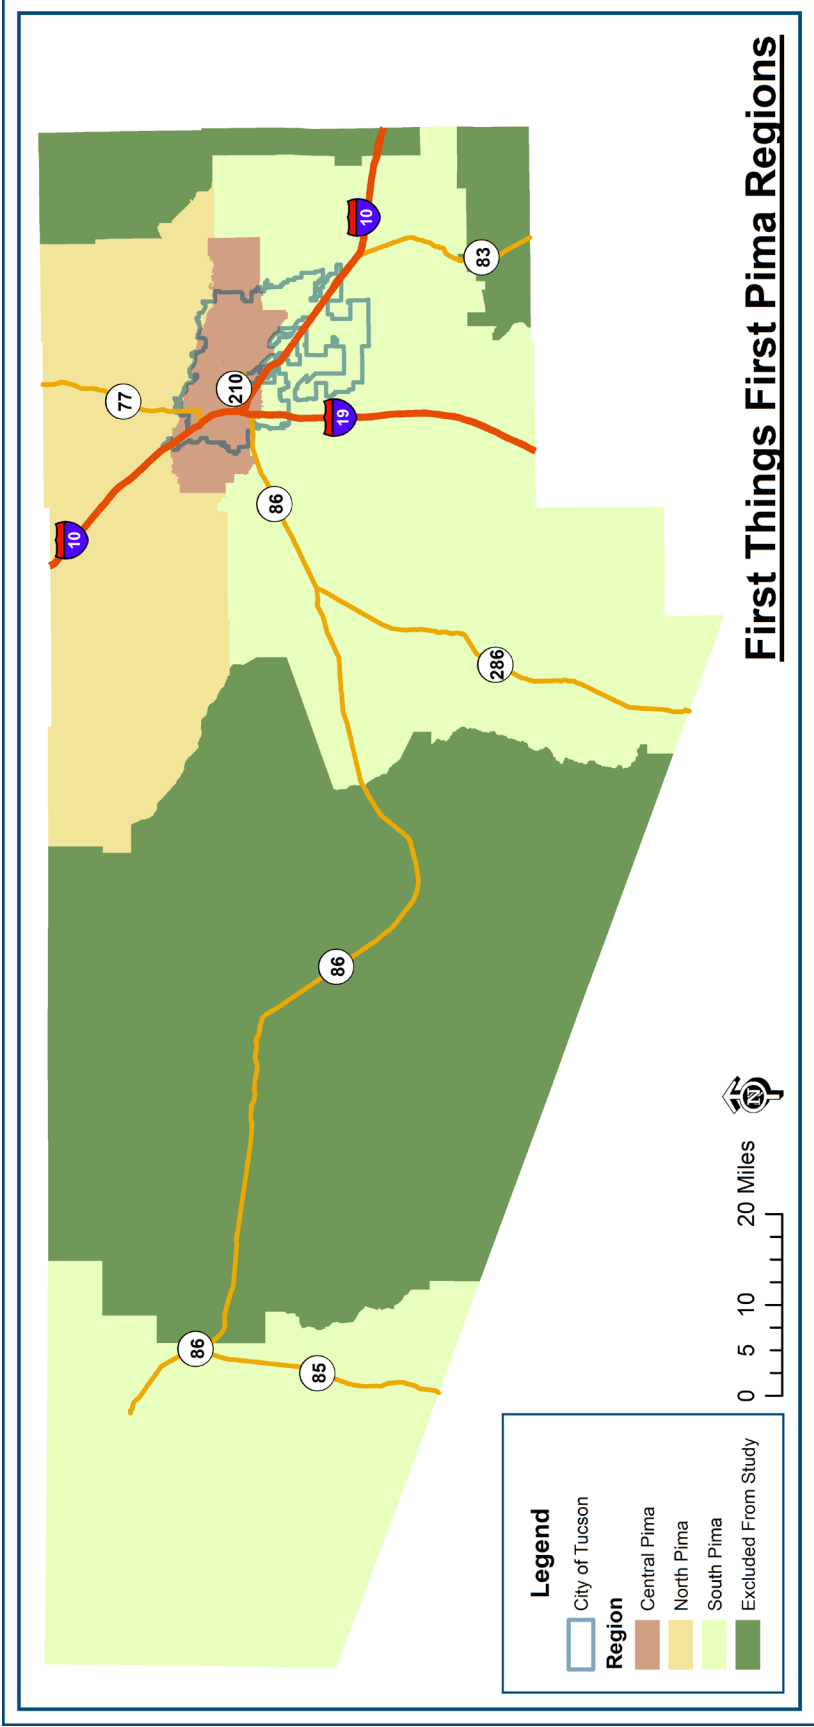 First Things First Pima Regions
77
10
210
10
83
19
86
286
86
86
85
N
0 5 10 20 Miles
Legend
City of Tucson
Region
Central Pima
North Pima
South Pima
Excluded From Study